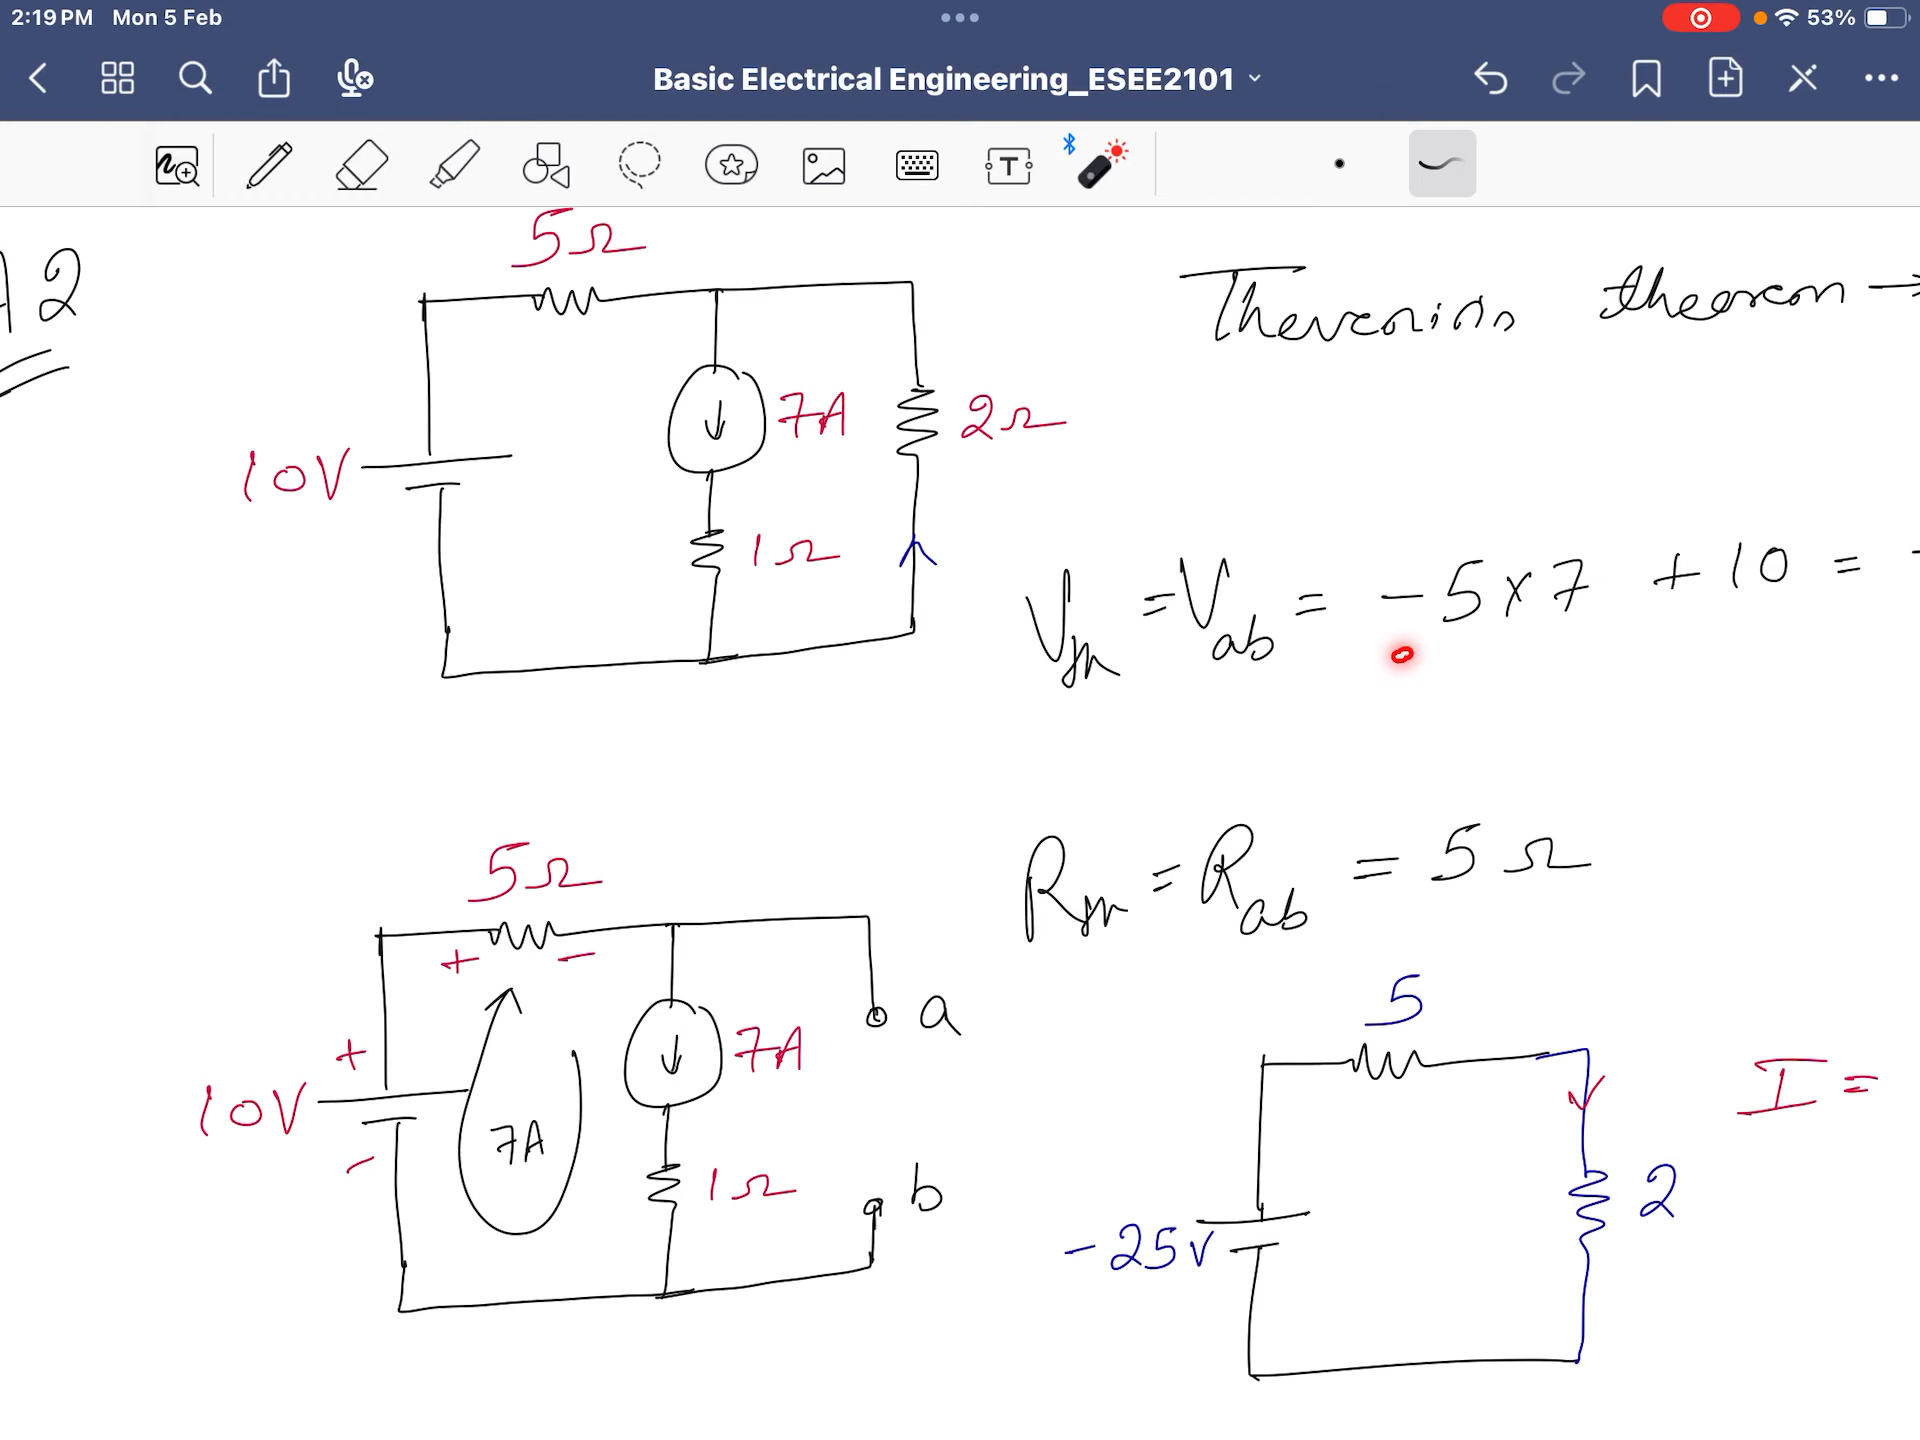 2:19 PM Mon 5 Feb
53%
Basic Electrical Engineering_ESEE2101
T
2
5Ω
10V
7A
2Ω
1Ω
Thevenins theorem →
Vth = Vab = -5×7 +10 =
Rth = Rab = 5Ω
5Ω
+ -
+
10V
-
7A
7A
1Ω
a
b
5
-25V
2
I =